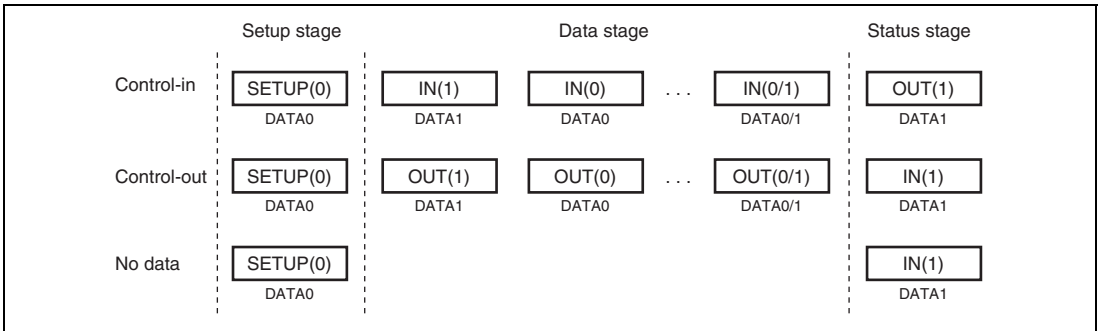 Setup stage Data stage Status stage
Control-in SETUP(0) IN(1) IN(0) . . . IN(0/1) OUT(1)
DATA0 DATA1 DATA0 DATA0/1 DATA1
Control-out SETUP(0) OUT(1) OUT(0) . . . OUT(0/1) IN(1)
DATA0 DATA1 DATA0 DATA0/1 DATA1
No data SETUP(0) IN(1)
DATA0 DATA1